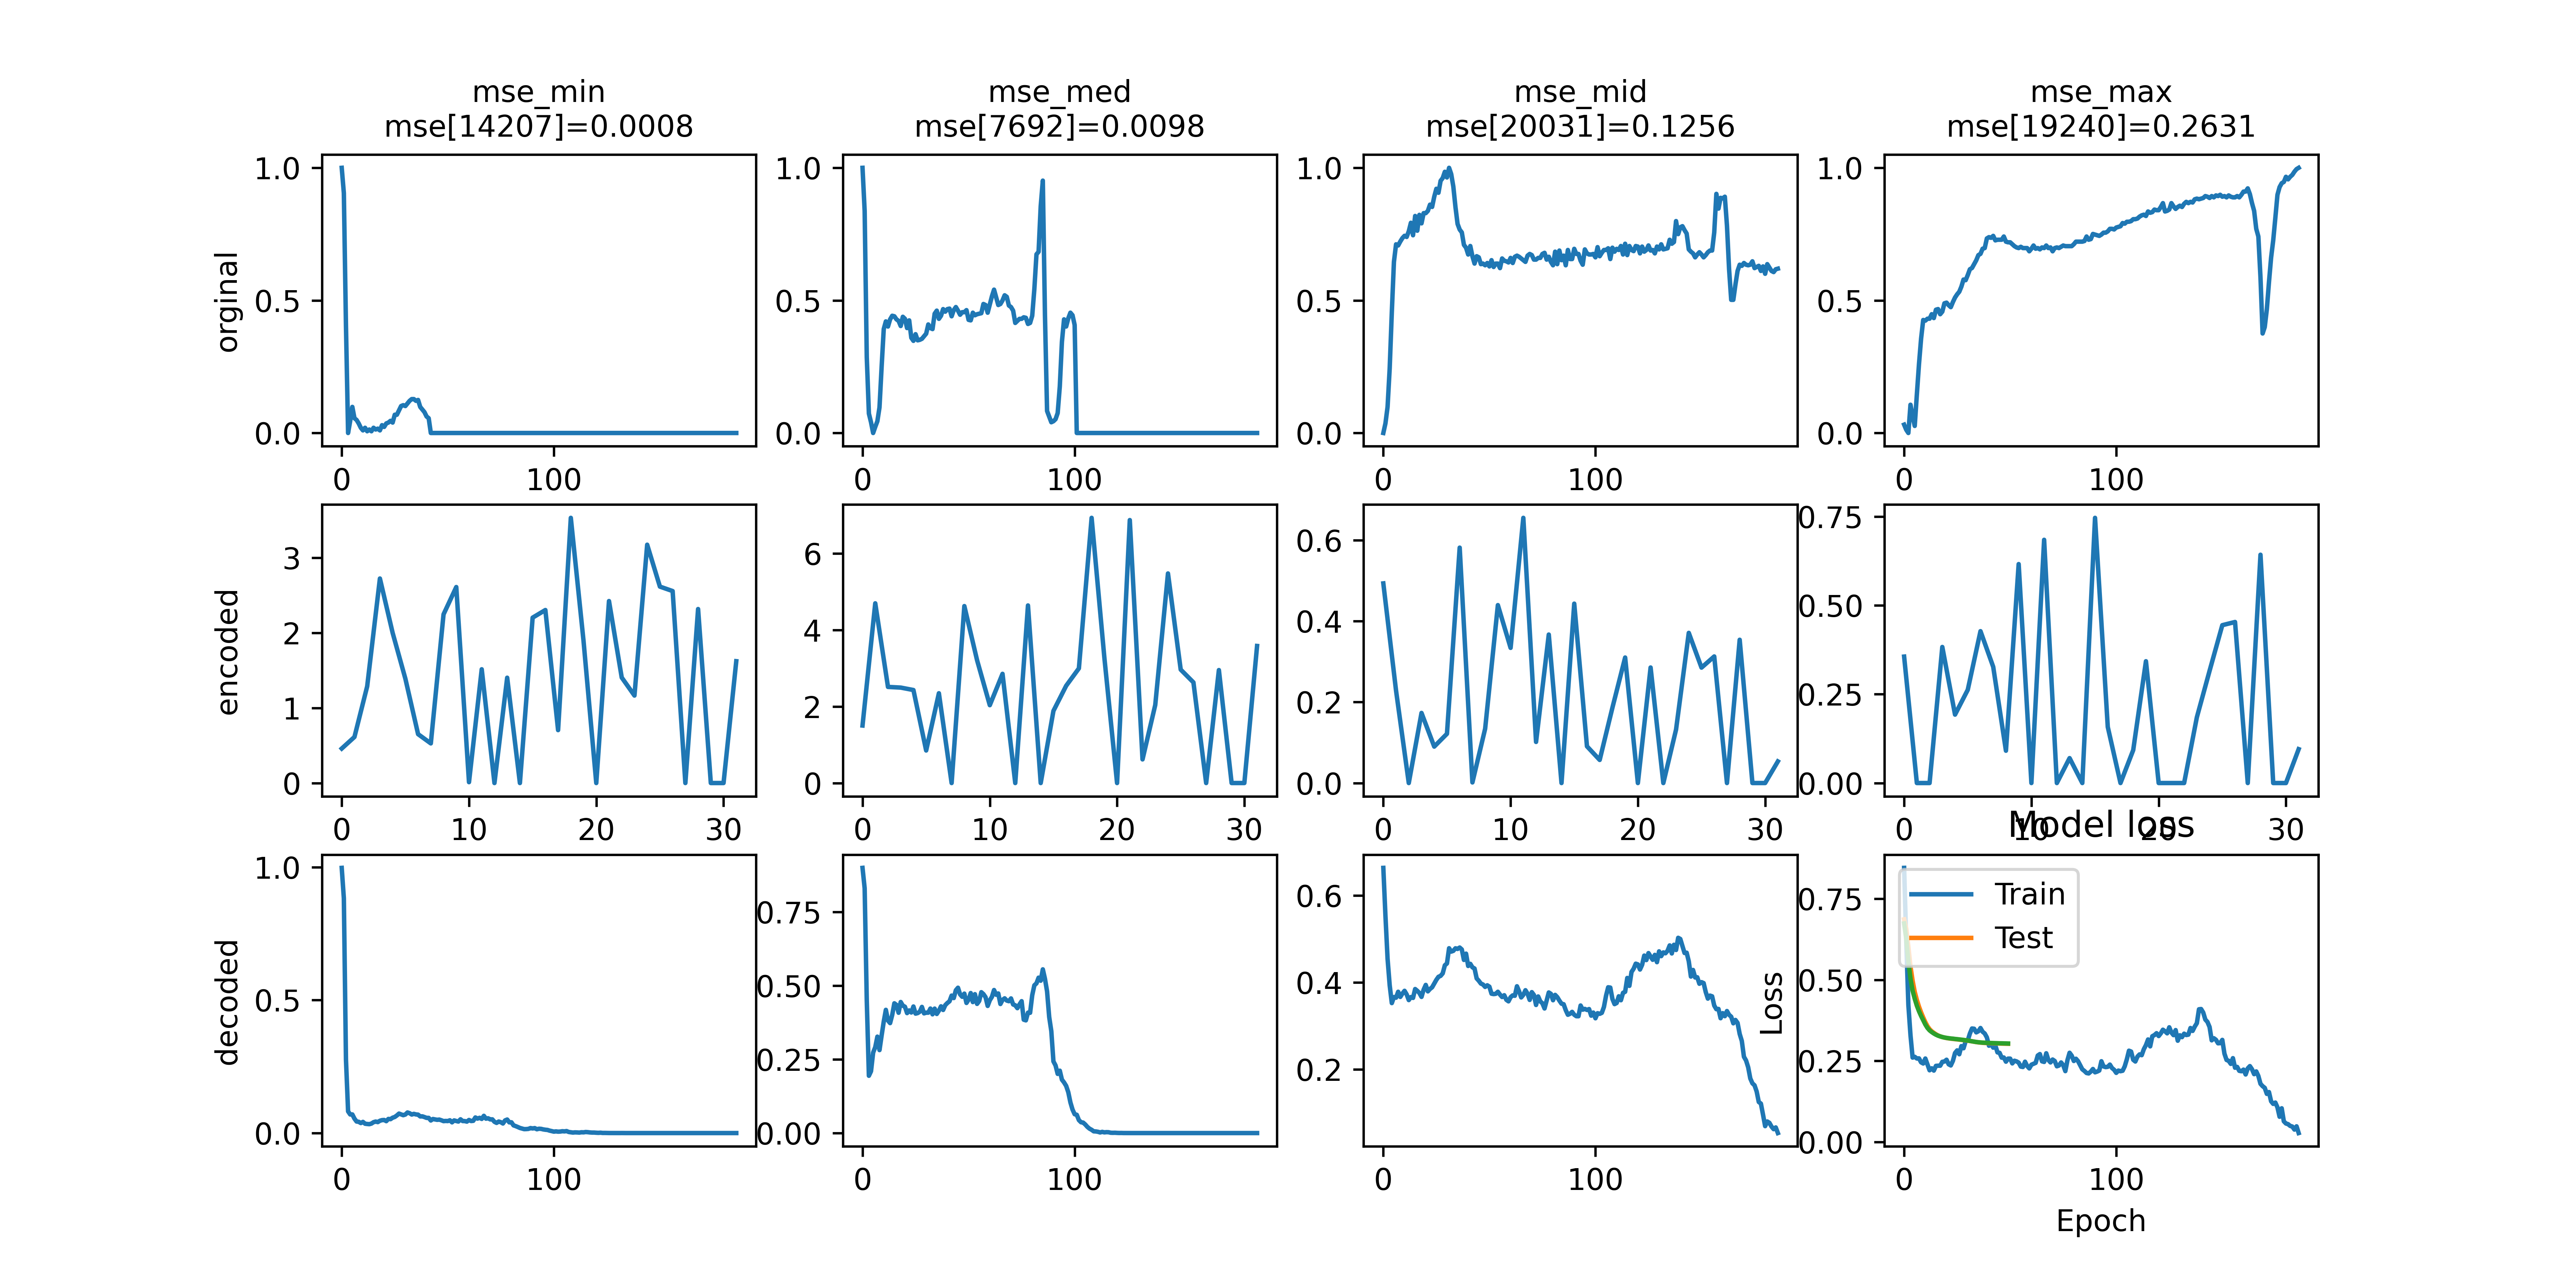 mse_min
mse[14207]=0.0008
mse_med
mse[7692]=0.0098
mse_mid
mse[20031]=0.1256
mse_max
mse[19240]=0.2631
orginal
1.0
0.5
0.0
0 100
1.0
0.5
0.0
0 100
1.0
0.5
0.0
0 100
1.0
0.5
0.0
0 100
encoded
3
2
1
0
0 10 20 30
6
4
2
0
0 10 20 30
0.6
0.4
0.2
0.0
0 10 20 30
0.75
0.50
0.25
0.00
0 10 20 30
decoded
1.0
0.5
0.0
0 100
0.75
0.50
0.25
0.00
0 100
0.6
0.4
0.2
0 100
Model loss
Loss
0.75
0.50
0.25
0.00
Train
Test
0 100
Epoch